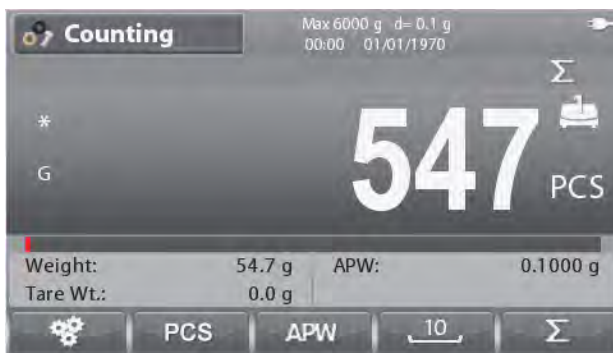 Counting
Max 6000 g d= 0.1 g
00:00 01/01/1970
Σ
*
G
547 PCS
Weight: 54.7 g APW: 0.1000 g
Tare Wt.: 0.0 g
PCS APW 10 Σ